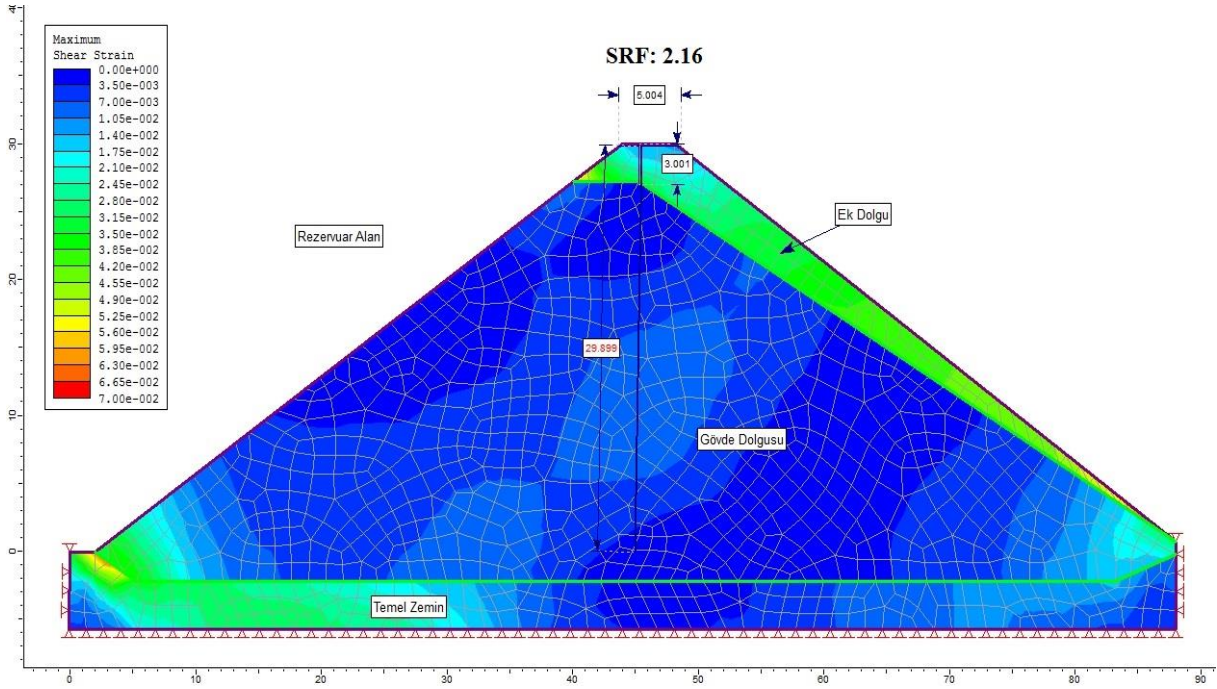 Maximum
Shear Strain
0.00e+000
3.50e-003
7.00e-003
1.05e-002
1.40e-002
1.75e-002
2.10e-002
2.45e-002
2.80e-002
3.15e-002
3.50e-002
3.85e-002
4.20e-002
4.55e-002
4.90e-002
5.25e-002
5.60e-002
5.95e-002
6.30e-002
6.65e-002
7.00e-002
SRF: 2.16
5.004
3.001
Ek Dolgu
Rezervuar Alan
29.899
Gövde Dolgusu
Temel Zemin
40
30
20
10
0
0 10 20 30 40 50 60 70 80 90